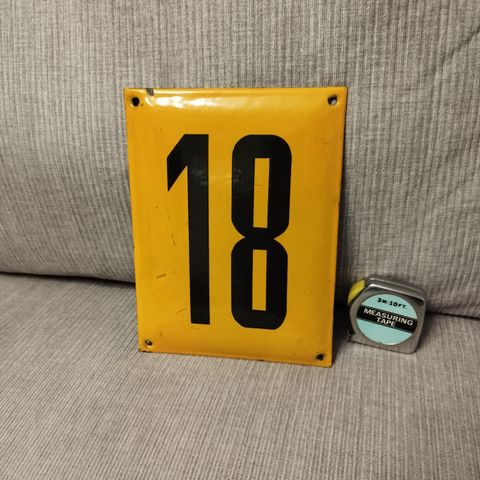 18
3M/10FT.
MEASURING
TAPE